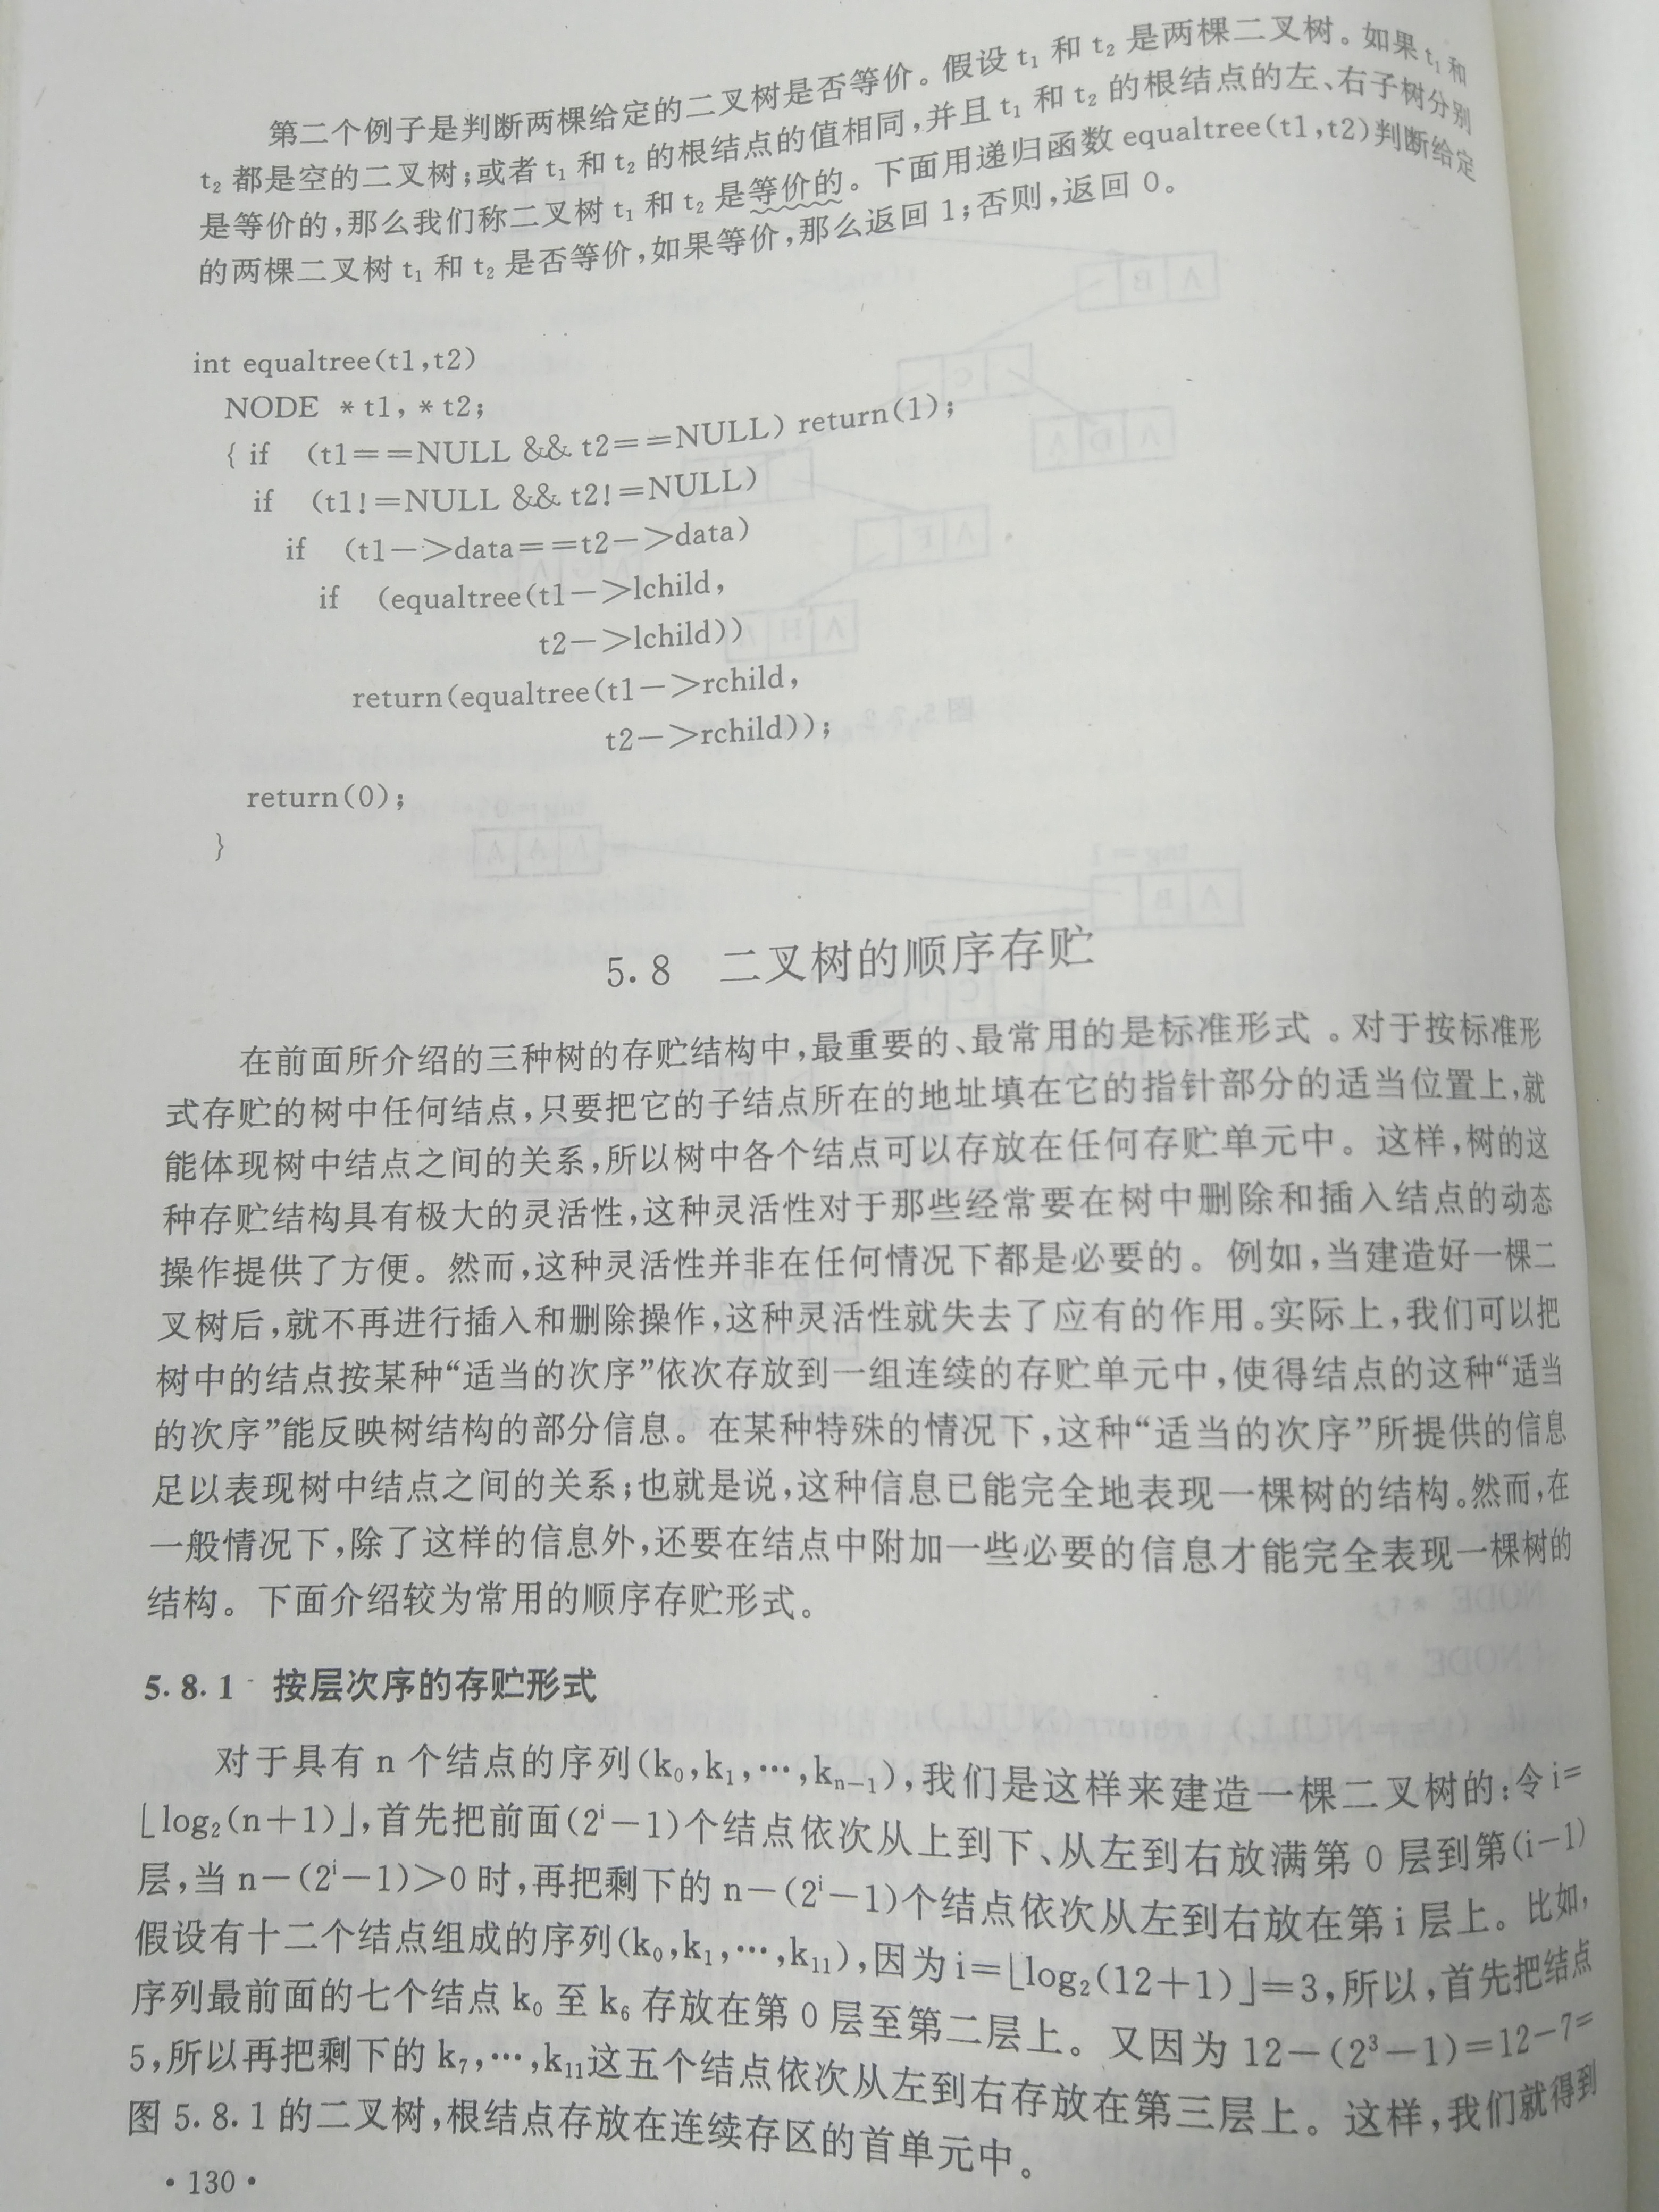 第二个例子是判断两棵给定的二叉树是否等价。假设 t₁ 和 t₂ 是两棵二叉树。如果 t₁ 和
t₂ 都是空的二叉树;或者 t₁ 和 t₂ 的根结点的值相同,并且 t₁ 和 t₂ 的根结点的左、右子树分别
是等价的,那么我们称二叉树 t₁ 和 t₂ 是等价的。下面用递归函数 equaltree(t1,t2)判断给定
的两棵二叉树 t₁ 和 t₂ 是否等价,如果等价,那么返回 1;否则,返回 0。
int equaltree(t1,t2)
NODE *t1, *t2;
{ if (t1==NULL && t2==NULL) return(1);
if (t1!=NULL && t2!=NULL)
if (t1->data==t2->data)
if (equaltree(t1->lchild,
t2->lchild))
return(equaltree(t1->rchild,
t2->rchild));
return(0);
}
5.8 二叉树的顺序存贮
在前面所介绍的三种树的存贮结构中,最重要的、最常用的是标准形式 。对于按标准形
式存贮的树中任何结点,只要把它的子结点所在的地址填在它的指针部分的适当位置上,就
能体现树中结点之间的关系,所以树中各个结点可以存放在任何存贮单元中。这样,树的这
种存贮结构具有极大的灵活性,这种灵活性对于那些经常要在树中删除和插入结点的动态
操作提供了方便。然而,这种灵活性并非在任何情况下都是必要的。例如,当建造好一棵二
叉树后,就不再进行插入和删除操作,这种灵活性就失去了应有的作用。实际上,我们可以把
树中的结点按某种“适当的次序”依次存放到一组连续的存贮单元中,使得结点的这种“适当
的次序”能反映树结构的部分信息。在某种特殊的情况下,这种“适当的次序”所提供的信息
足以表现树中结点之间的关系;也就是说,这种信息已能完全地表现一棵树的结构。然而,在
一般情况下,除了这样的信息外,还要在结点中附加一些必要的信息才能完全表现一棵树的
结构。下面介绍较为常用的顺序存贮形式。
5.8.1 按层次序的存贮形式
对于具有 n 个结点的序列(k₀,k₁,⋯,kₙ₋₁),我们是这样来建造一棵二叉树的:令 i=
⌊log₂(n+1)⌋,首先把前面(2ⁱ-1)个结点依次从上到下、从左到右放满第 0 层到第(i-1)
层,当 n-(2ⁱ-1)>0 时,再把剩下的 n-(2ⁱ-1)个结点依次从左到右放在第 i 层上。比如,
假设有十二个结点组成的序列(k₀,k₁,⋯,k₁₁),因为 i=⌊log₂(12+1)⌋=3,所以,首先把结点
序列最前面的七个结点 k₀ 至 k₆ 存放在第 0 层至第二层上。又因为 12-(2³-1)=12-7=
5,所以再把剩下的 k₇,⋯,k₁₁这五个结点依次从左到右存放在第三层上。这样,我们就得到
图 5.8.1 的二叉树,根结点存放在连续存区的首单元中。
·130·